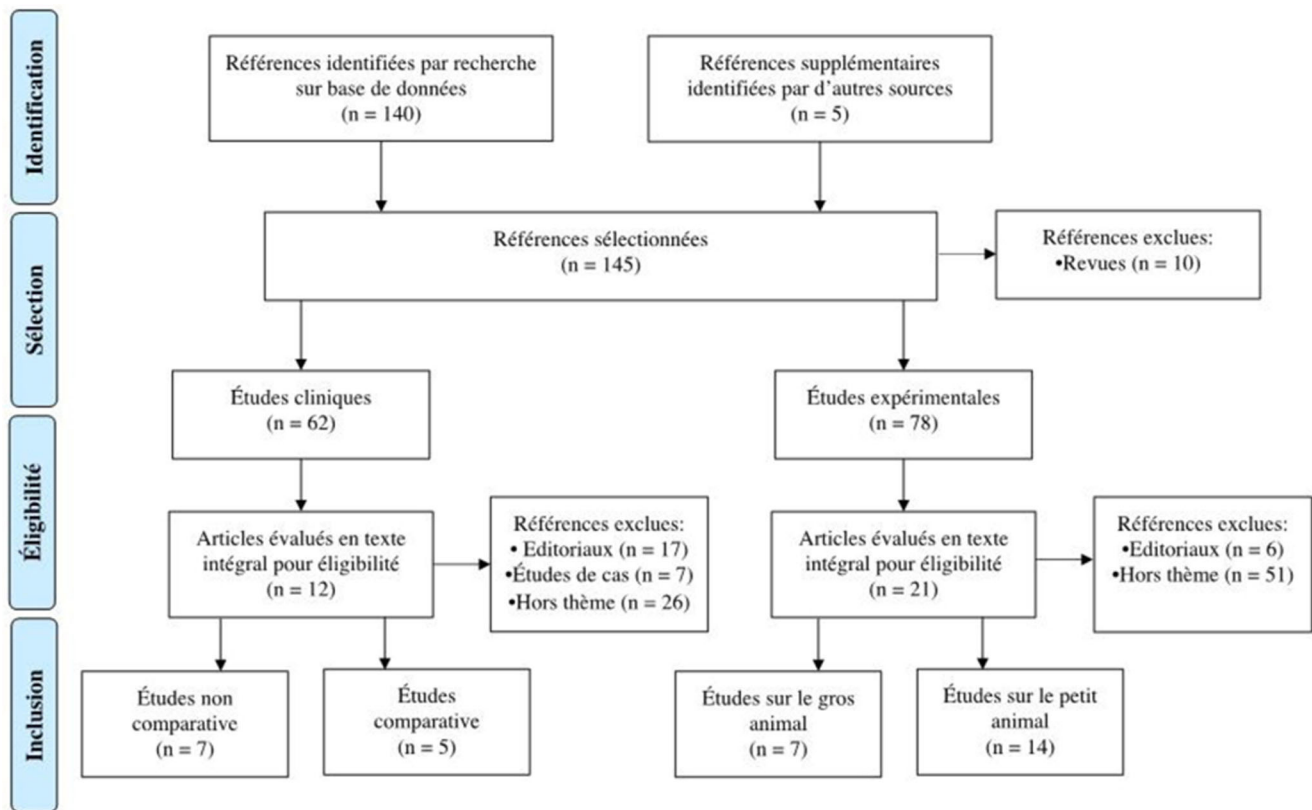 Identification
Références identifiées par recherche
sur base de données
(n = 140)
Références supplémentaires
identifiées par d'autres sources
(n = 5)
Sélection
Références sélectionnées
(n = 145)
Références exclues:
•Revues (n = 10)
Études cliniques
(n = 62)
Études expérimentales
(n = 78)
Éligibilité
Articles évalués en texte
intégral pour éligibilité
(n = 12)
Références exclues:
• Editoriaux (n = 17)
•Études de cas (n = 7)
•Hors thème (n = 26)
Articles évalués en texte
intégral pour éligibilité
(n = 21)
Références exclues:
•Editoriaux (n = 6)
•Hors thème (n = 51)
Inclusion
Études non
comparative
(n = 7)
Études
comparative
(n = 5)
Études sur le gros
animal
(n = 7)
Études sur le petit
animal
(n = 14)